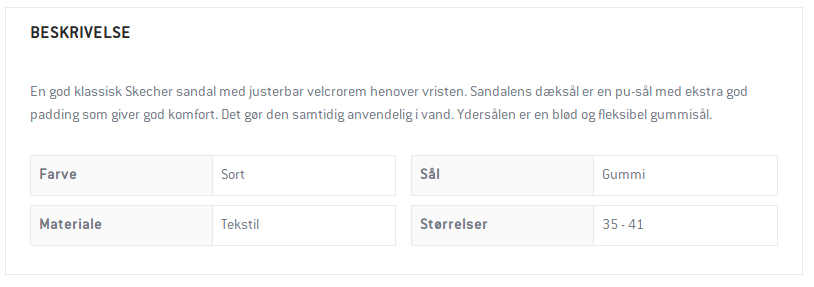 BESKRIVELSE
En god klassisk Skecher sandal med justerbar velcrorem henover vristen. Sandalens dæksål er en pu-sål med ekstra god
padding som giver god komfort. Det gør den samtidig anvendelig i vand. Ydersålen er en blød og fleksibel gummisål.
Farve Sort Sål Gummi
Materiale Tekstil Størrelser 35 - 41